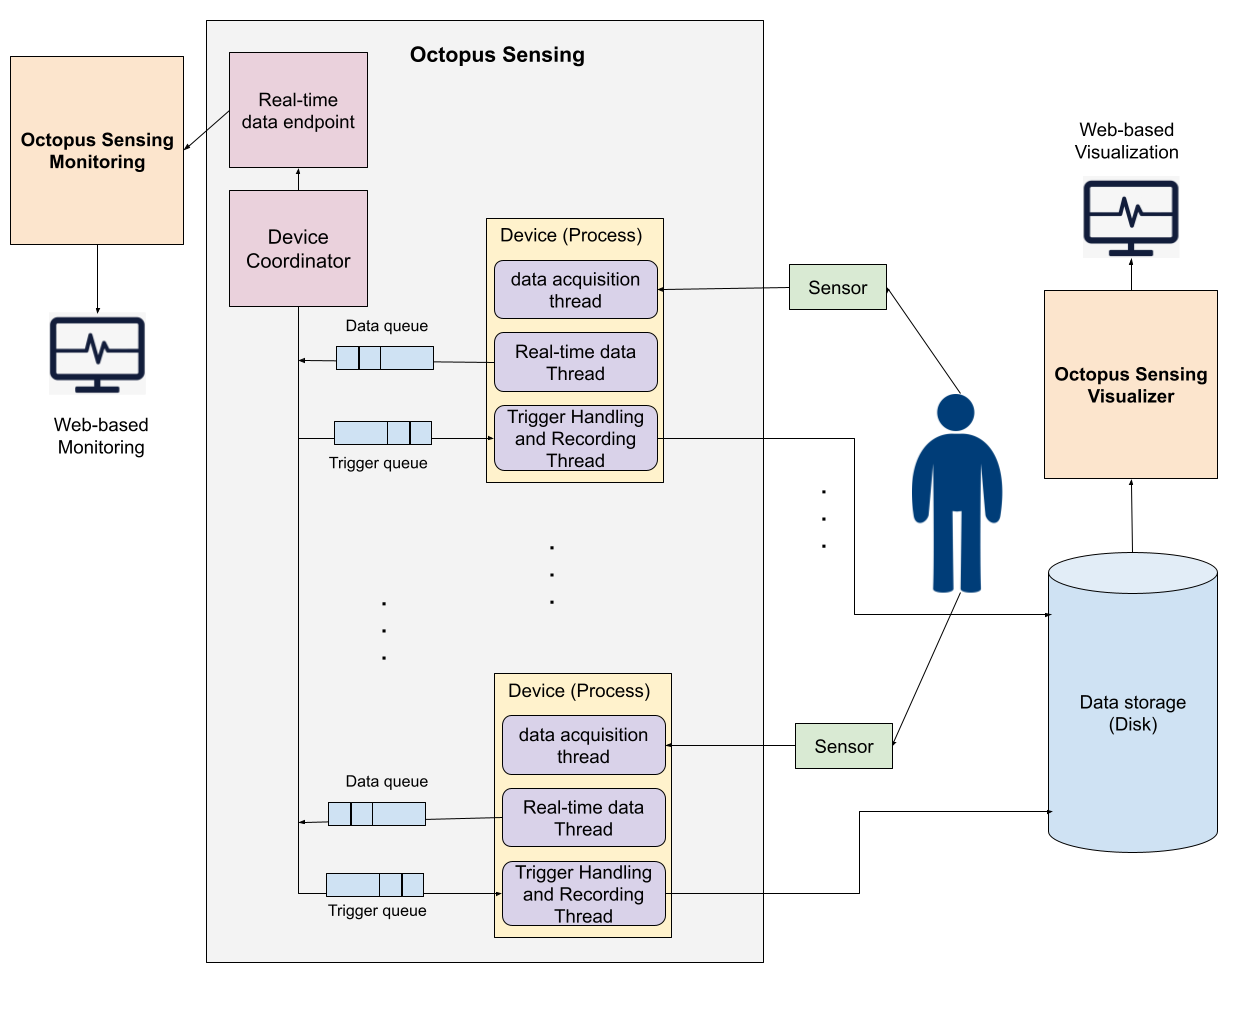 Octopus Sensing
Real-time
data endpoint
Octopus Sensing
Monitoring
Web-based
Visualization
Device
Coordinator
Device (Process)
data acquisition
thread
Sensor
Data queue
Real-time data
Thread
Octopus Sensing
Visualizer
Web-based
Monitoring
Trigger Handling
and Recording
Thread
Trigger queue
Device (Process)
data acquisition
thread
Sensor
Data storage
(Disk)
Data queue
Real-time data
Thread
Trigger Handling
and Recording
Thread
Trigger queue